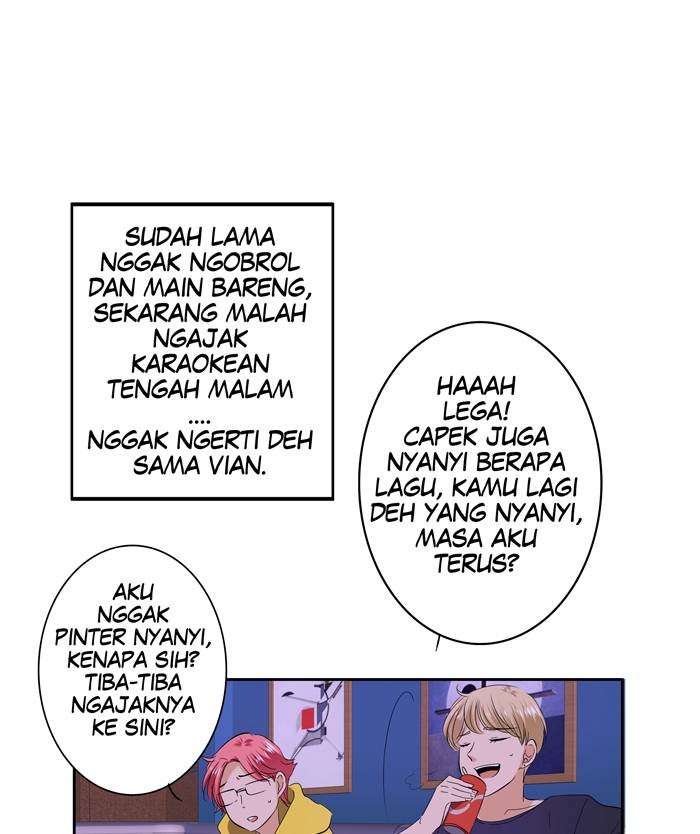 SUDAH LAMA
NGGAK NGOBROL
DAN MAIN BARENG,
SEKARANG MALAH
NGAJAK
KARAOKEAN
TENGAH MALAM
....
NGGAK NGERTI DEH
SAMA VIAN.
HAAAH
LEGA!
CAPEK JUGA
NYANYI BERAPA
LAGU, KAMU LAGI
DEH YANG NYANYI,
MASA AKU
TERUS?
AKU
NGGAK
PINTER NYANYI,
KENAPA SIH?
TIBA-TIBA
NGAJAKNYA
KE SINI?